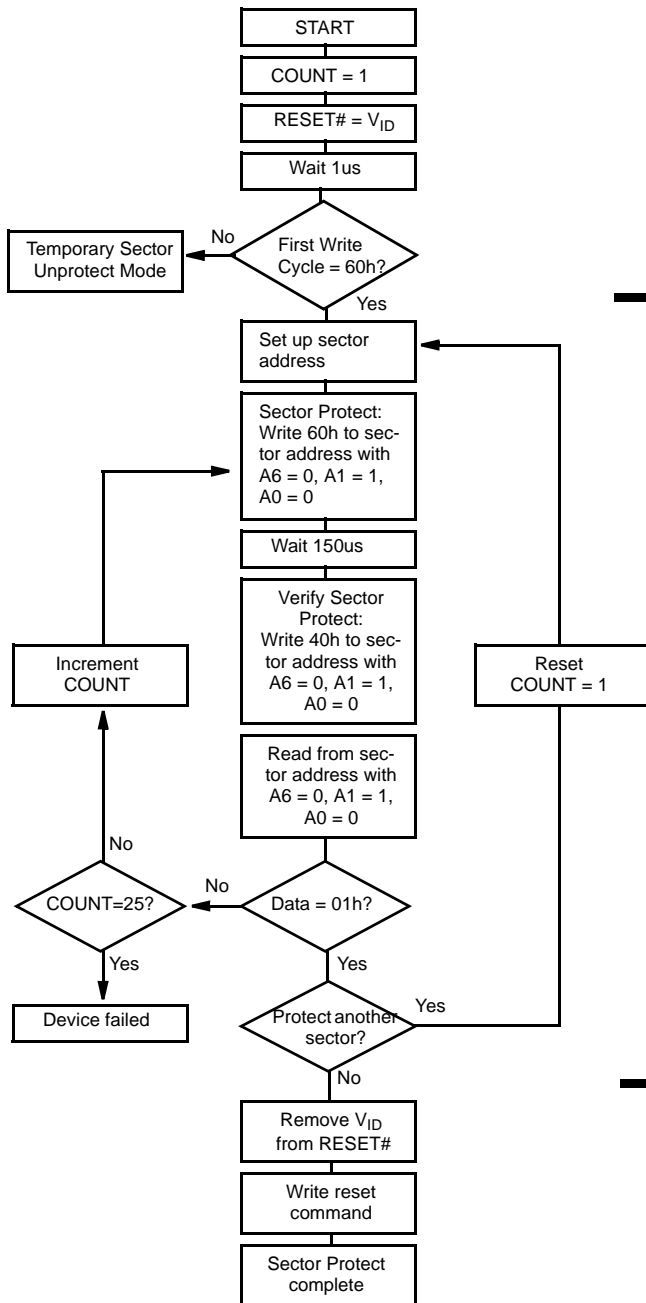 START
COUNT = 1
RESET# = VID
Wait 1us
No
First Write
Cycle = 60h?
Temporary Sector
Unprotect Mode
Yes
Set up sector
address
Sector Protect:
Write 60h to sec-
tor address with
A6 = 0, A1 = 1,
A0 = 0
Wait 150us
Verify Sector
Protect:
Write 40h to sec-
tor address with
A6 = 0, A1 = 1,
A0 = 0
Increment
COUNT
Reset
COUNT = 1
Read from sec-
tor address with
A6 = 0, A1 = 1,
A0 = 0
No
COUNT=25?
No
Data = 01h?
Yes
Yes
Device failed
Protect another
sector?
Yes
No
Remove VID
from RESET#
Write reset
command
Sector Protect
complete